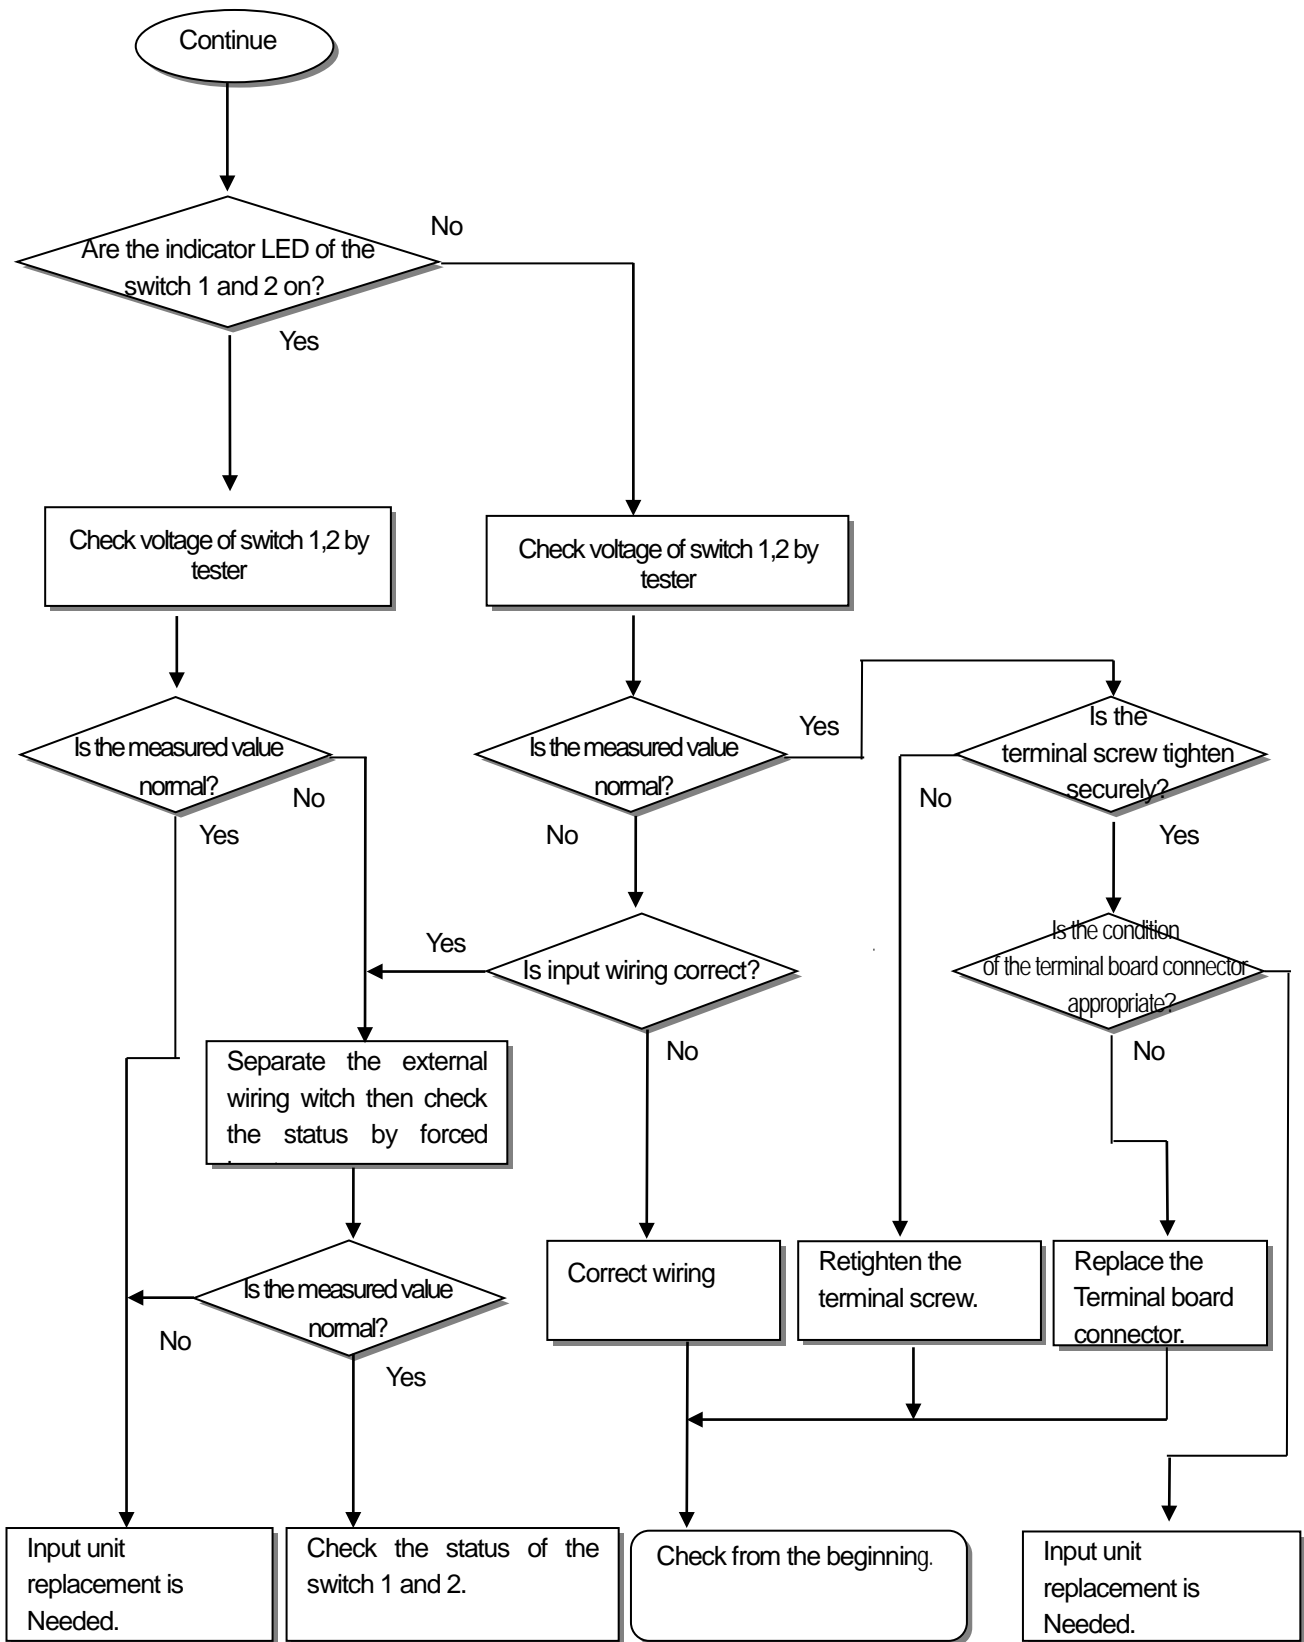 Continue
Are the indicator LED of the
switch 1 and 2 on?
No
Yes
Check voltage of switch 1,2 by
tester
Check voltage of switch 1,2 by
tester
Is the measured value
normal?
No
Yes
Is the measured value
normal?
Yes
No
Is the
terminal screw tighten
securely?
No
Yes
Is input wiring correct?
Yes
No
Is the condition
of the terminal board connector
appropriate?
No
Separate the external
wiring witch then check
the status by forced
Is the measured value
normal?
No
Yes
Correct wiring
Retighten the
terminal screw.
Replace the
Terminal board
connector.
Input unit
replacement is
Needed.
Check the status of the
switch 1 and 2.
Check from the beginning.
Input unit
replacement is
Needed.